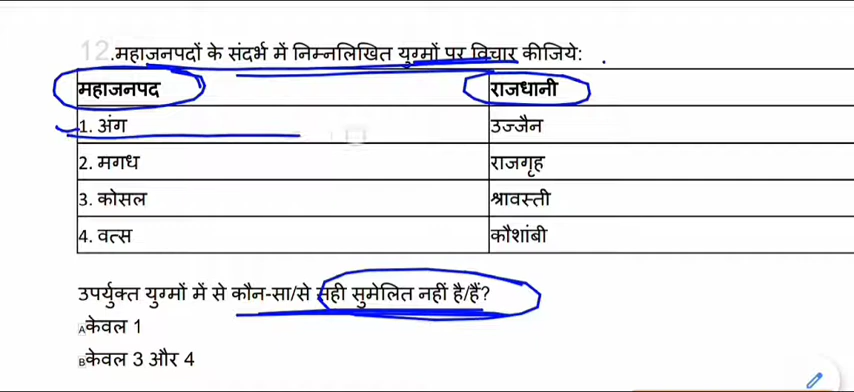 12.महाजनपदों के संदर्भ में निम्नलिखित युग्मों पर विचार कीजिये:
महाजनपद राजधानी
1. अंग उज्जैन
2. मगध राजगृह
3. कोसल श्रावस्ती
4. वत्स कौशांबी
उपर्युक्त युग्मों में से कौन-सा/से सही सुमेलित नहीं है/हैं?
Aकेवल 1
Bकेवल 3 और 4